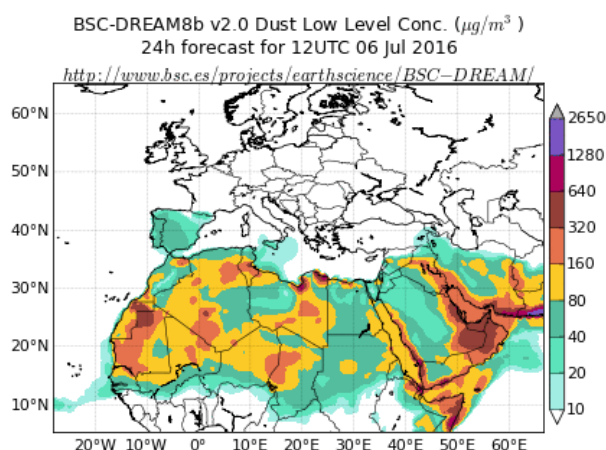 BSC-DREAM8b v2.0 Dust Low Level Conc. (μg/m³ )
24h forecast for 12UTC 06 Jul 2016
http://www.bsc.es/projects/earthscience/BSC−DREAM/
60°N
50°N
40°N
30°N
20°N
10°N
20°W 10°W 0° 10°E 20°E 30°E 40°E 50°E 60°E
2650
1280
640
320
160
80
40
20
10